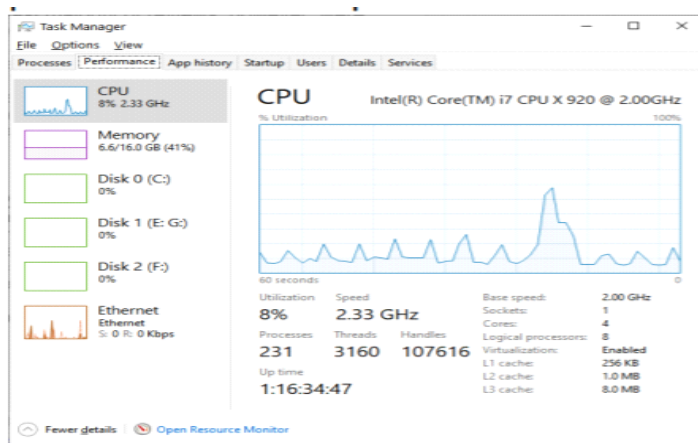 Task Manager
File Options View
Processes Performance App history Startup Users Details Services
CPU
8% 2.33 GHz
Memory
6.6/16.0 GB (41%)
Disk 0 (C:)
0%
Disk 1 (E: G:)
0%
Disk 2 (F:)
0%
Ethernet
Ethernet
S: 0 R: 0 Kbps
CPU Intel(R) Core(TM) i7 CPU X 920 @ 2.00GHz
% Utilization 100%
60 seconds 0
Utilization Speed
8% 2.33 GHz
Processes Threads Handles
231 3160 107616
Up time
1:16:34:47
Base speed: 2.00 GHz
Sockets: 1
Cores: 4
Logical processors: 8
Virtualization: Enabled
L1 cache: 256 KB
L2 cache: 1.0 MB
L3 cache: 8.0 MB
Fewer details Open Resource Monitor